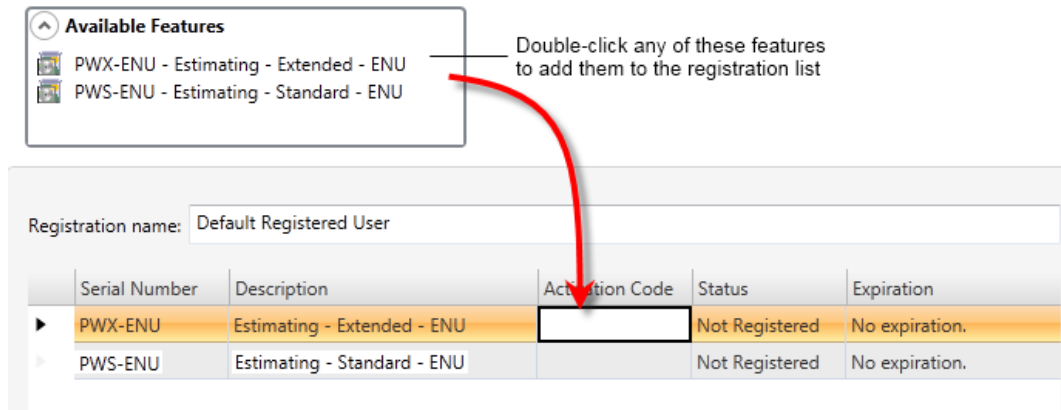 Available Features
PWX-ENU - Estimating - Extended - ENU
PWS-ENU - Estimating - Standard - ENU
Double-click any of these features
to add them to the registration list
Registration name: Default Registered User
Serial Number Description Activation Code Status Expiration
PWX-ENU Estimating - Extended - ENU Not Registered No expiration.
PWS-ENU Estimating - Standard - ENU Not Registered No expiration.